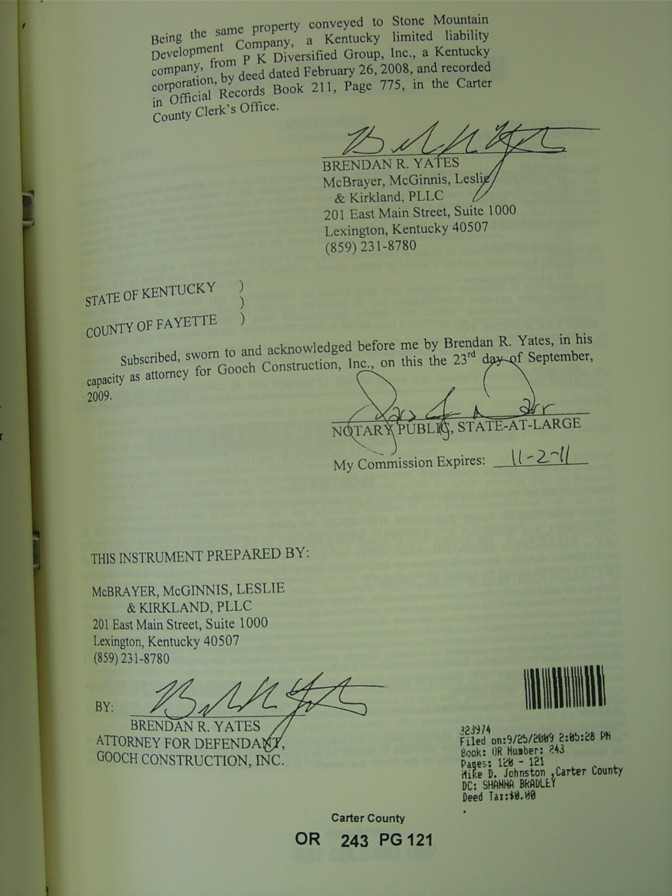 Being the same property conveyed to Stone Mountain
Development Company, a Kentucky limited liability
company, from P K Diversified Group, Inc., a Kentucky
corporation, by deed dated February 26, 2008, and recorded
in Official Records Book 211, Page 775, in the Carter
County Clerk's Office.
BRENDAN R. YATES
McBrayer, McGinnis, Leslie
& Kirkland, PLLC
201 East Main Street, Suite 1000
Lexington, Kentucky 40507
(859) 231-8780
STATE OF KENTUCKY )
)
COUNTY OF FAYETTE )
Subscribed, sworn to and acknowledged before me by Brendan R. Yates, in his
capacity as attorney for Gooch Construction, Inc., on this the 23rd day of September,
2009.
NOTARY PUBLIC, STATE-AT-LARGE
My Commission Expires: 11-2-11
THIS INSTRUMENT PREPARED BY:
McBRAYER, McGINNIS, LESLIE
& KIRKLAND, PLLC
201 East Main Street, Suite 1000
Lexington, Kentucky 40507
(859) 231-8780
BY:
BRENDAN R. YATES
ATTORNEY FOR DEFENDANT,
GOOCH CONSTRUCTION, INC.
323974
Filed on:9/25/2009 2:05:28 PM
Book: OR Number: 243
Pages: 120 - 121
Mike D. Johnston ,Carter County
DC: SHANNA BRADLEY
Deed Tax:$0.00
Carter County
OR 243 PG 121